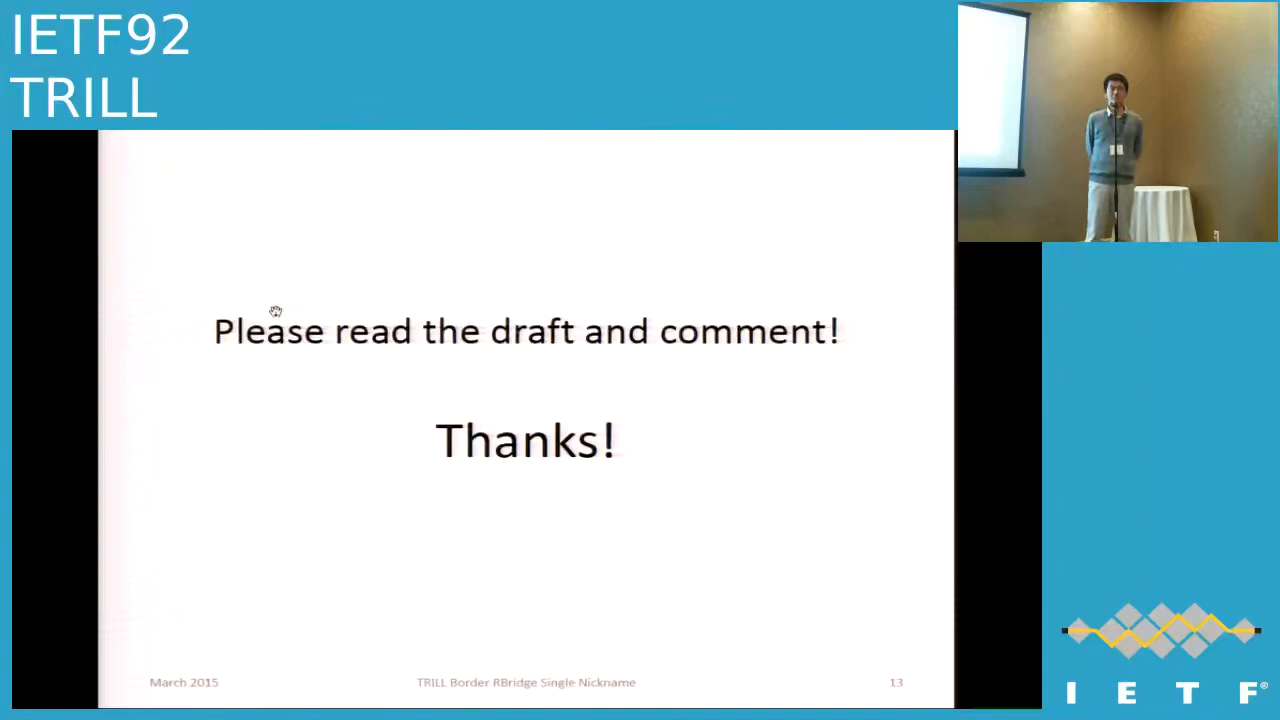 IETF92
TRILL
Please read the draft and comment!
Thanks!
March 2015 TRILL Border RBridge Single Nickname 13
I E T F®